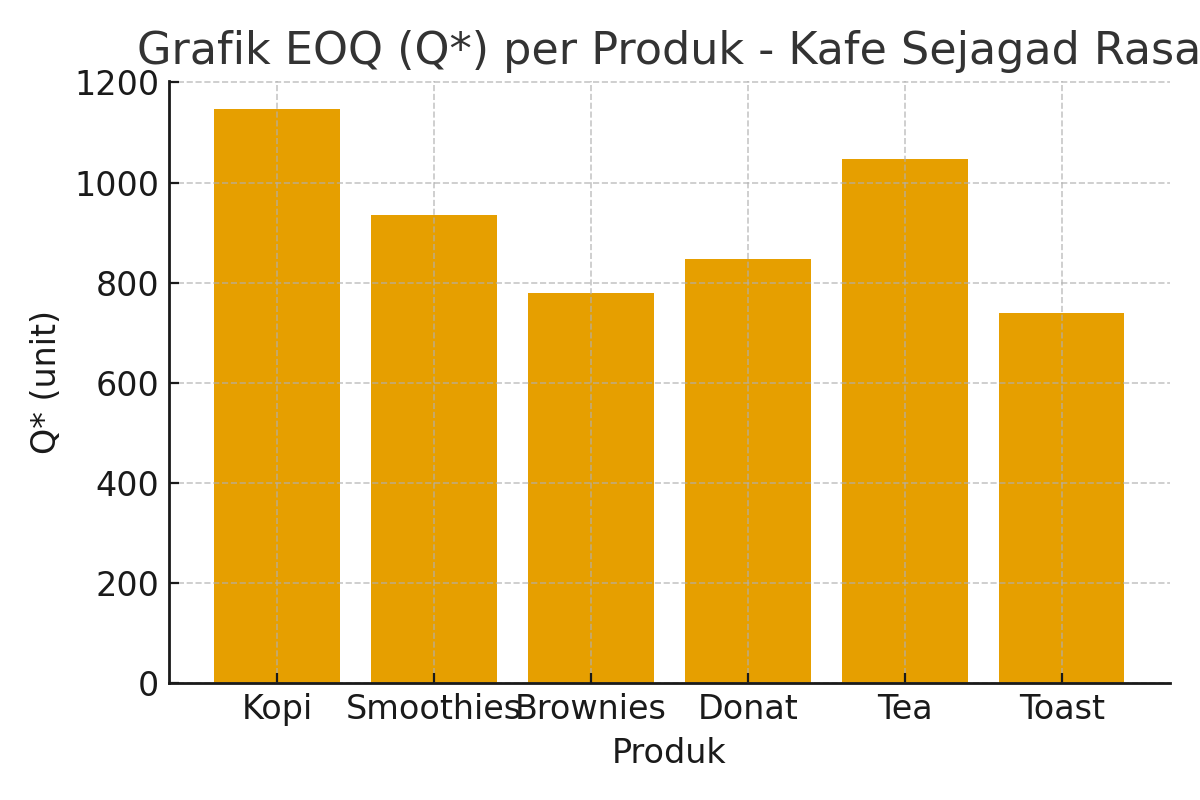 Grafik EOQ (Q*) per Produk - Kafe Sejagad Rasa
Q* (unit)
1200
1000
800
600
400
200
0
Kopi Smoothies Brownies Donat Tea Toast
Produk